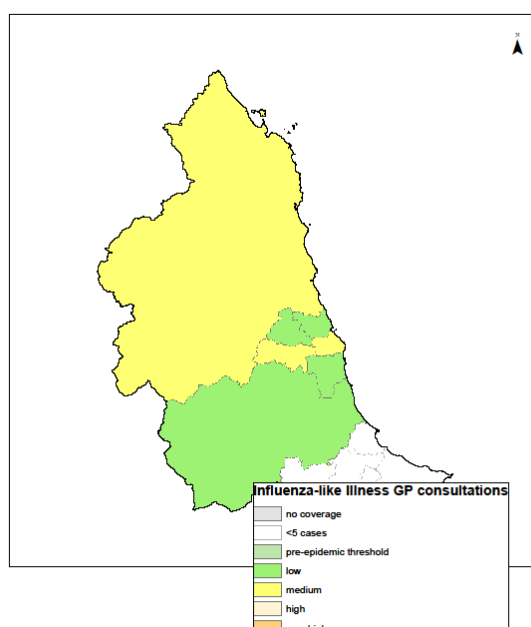 N
Influenza-like Illness GP consultations
no coverage
<5 cases
pre-epidemic threshold
low
medium
high